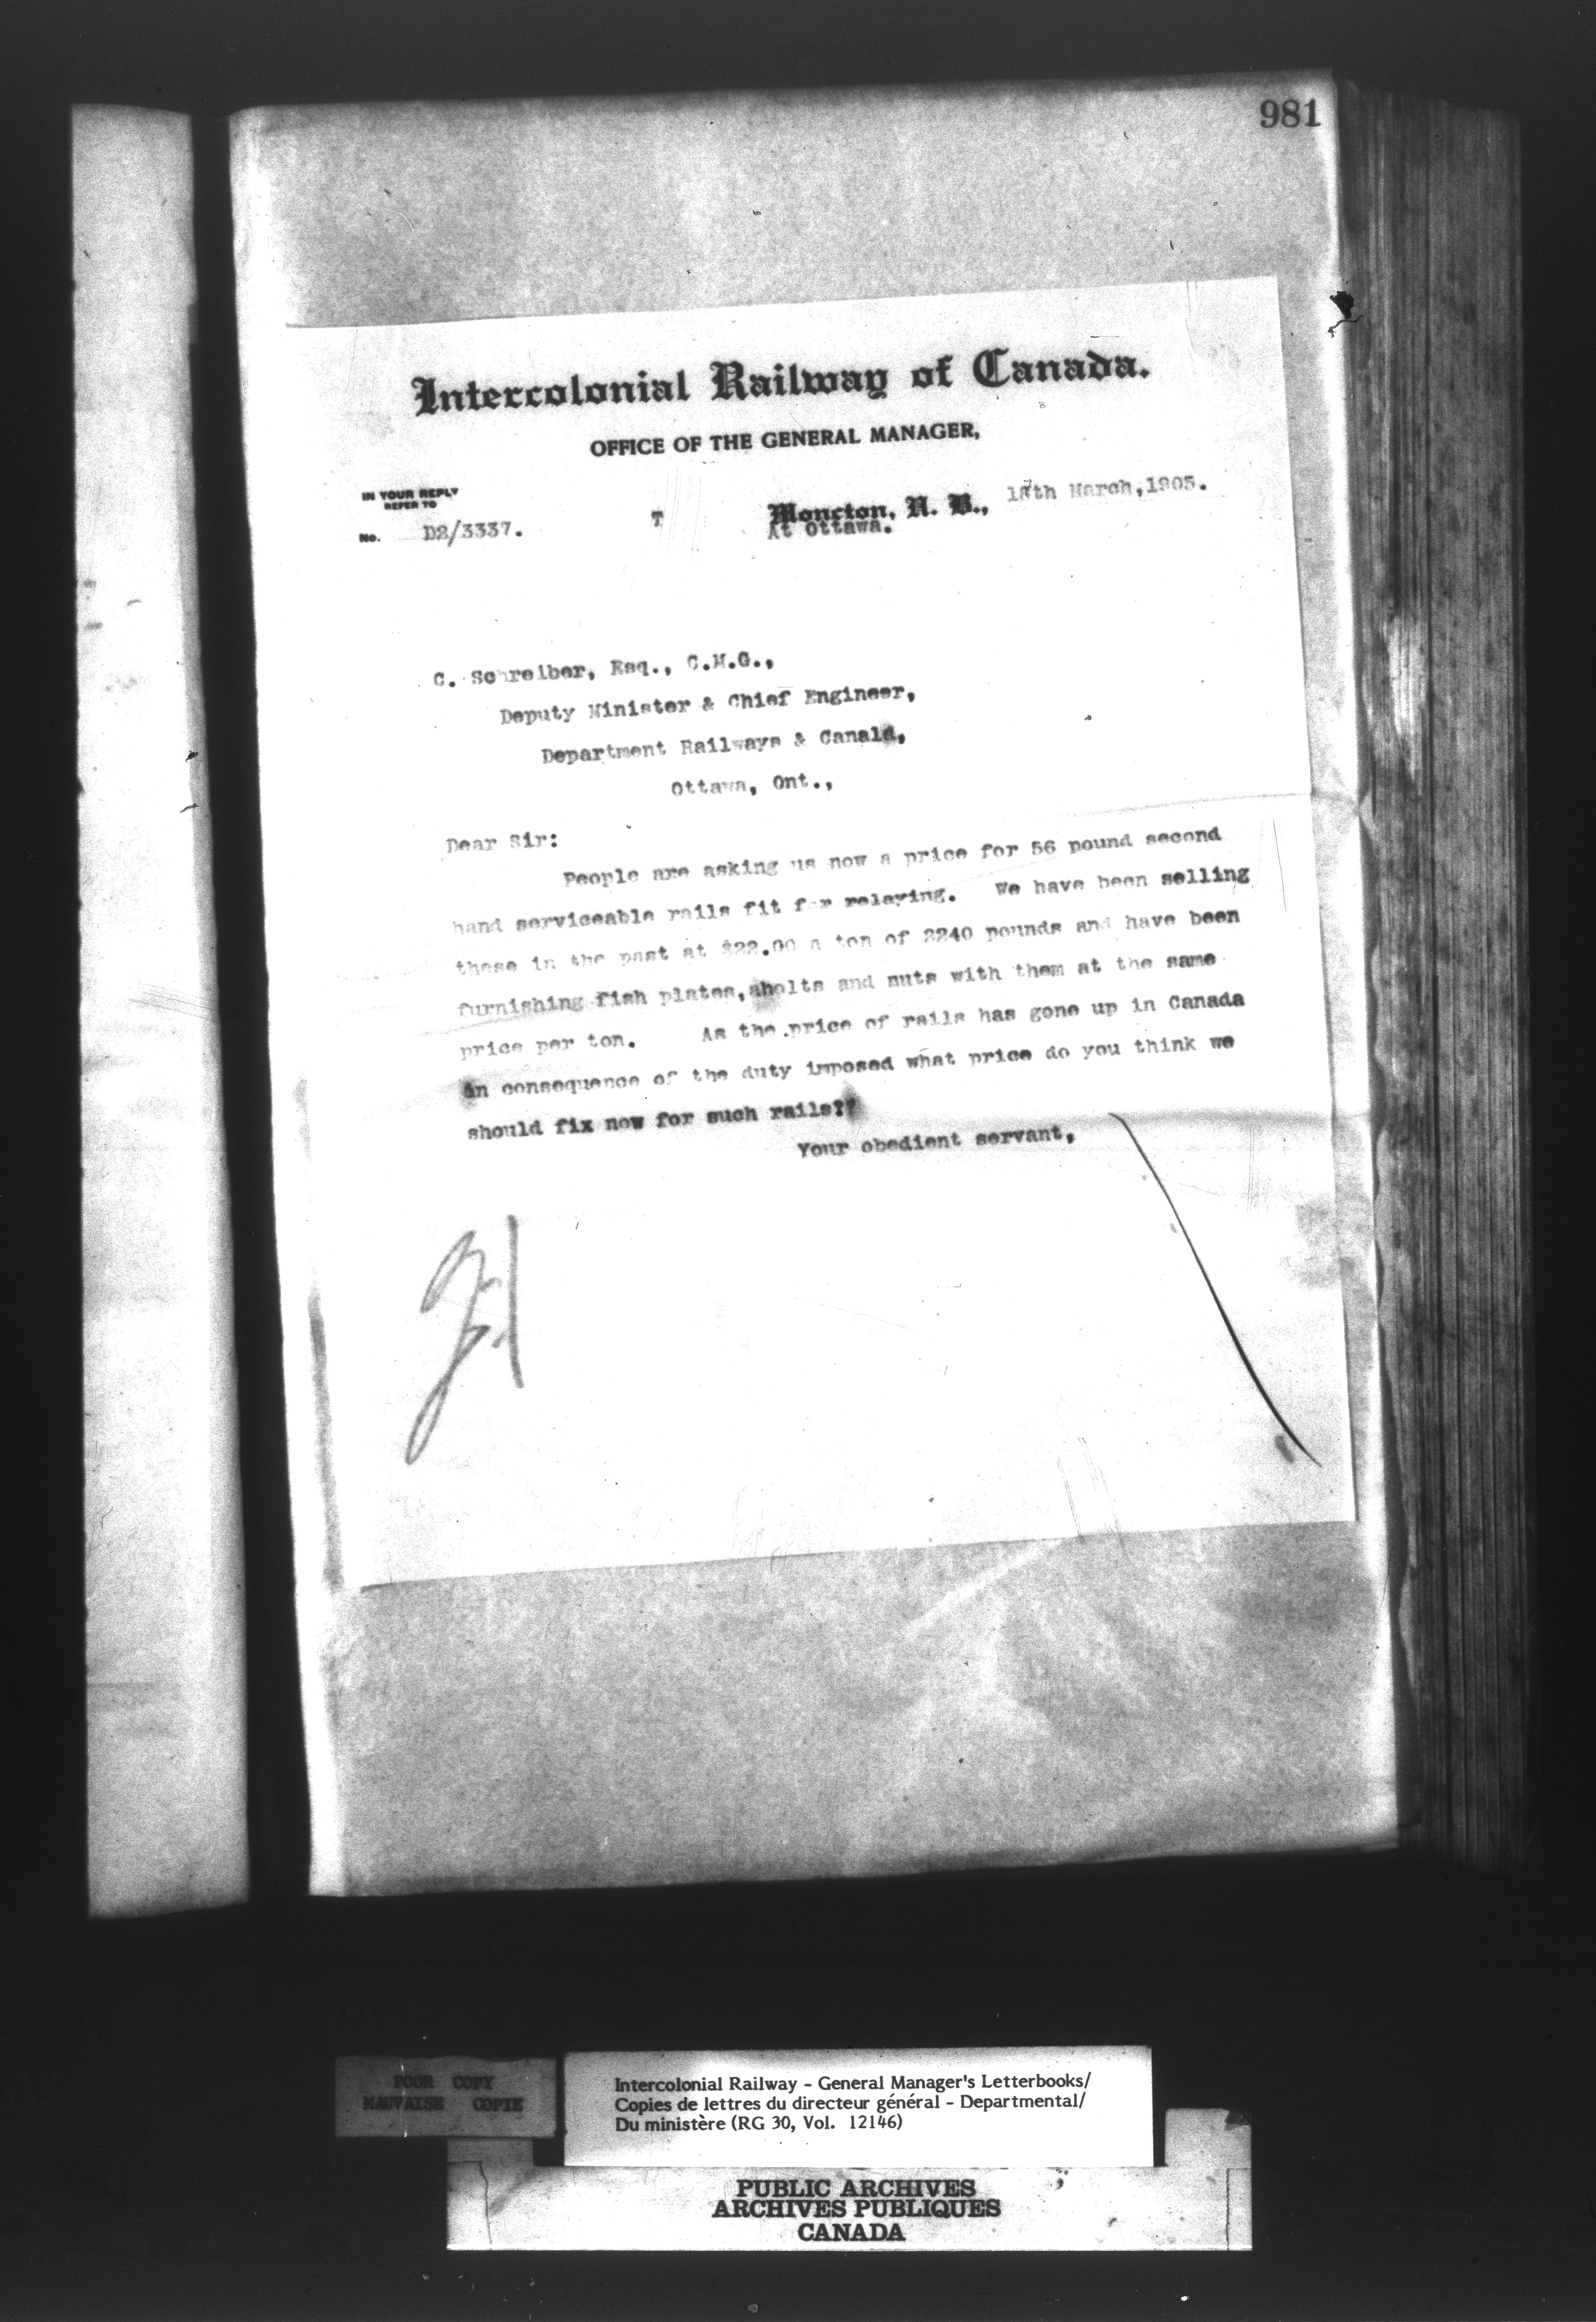 981
Intercolonial Railway of Canada.
OFFICE OF THE GENERAL MANAGER,
IN YOUR REPLY
REFER TO
No. D2/3337. T Moncton, N. B., March, 1905.
At Ottawa.
C. Schreiber, Esq., C.M.G.,
Deputy Minister & Chief Engineer,
Department Railways & Canals,
Ottawa, Ont.,
Dear Sir:
People are asking us now a price for 56 pound second
hand serviceable rails fit for relaying. We have been selling
these in the past at $22.00 a ton of 2240 pounds and have been
furnishing fish plates, bolts and nuts with them at the same
price per ton. As the price of rails has gone up in Canada
in consequence of the duty imposed what price do you think we
should fix now for such rails?
Your obedient servant,
POOR COPY
MAUVAISE COPIE
Intercolonial Railway - General Manager's Letterbooks/
Copies de lettres du directeur général - Departmental/
Du ministère (RG 30, Vol. 12146)
PUBLIC ARCHIVES
ARCHIVES PUBLIQUES
CANADA